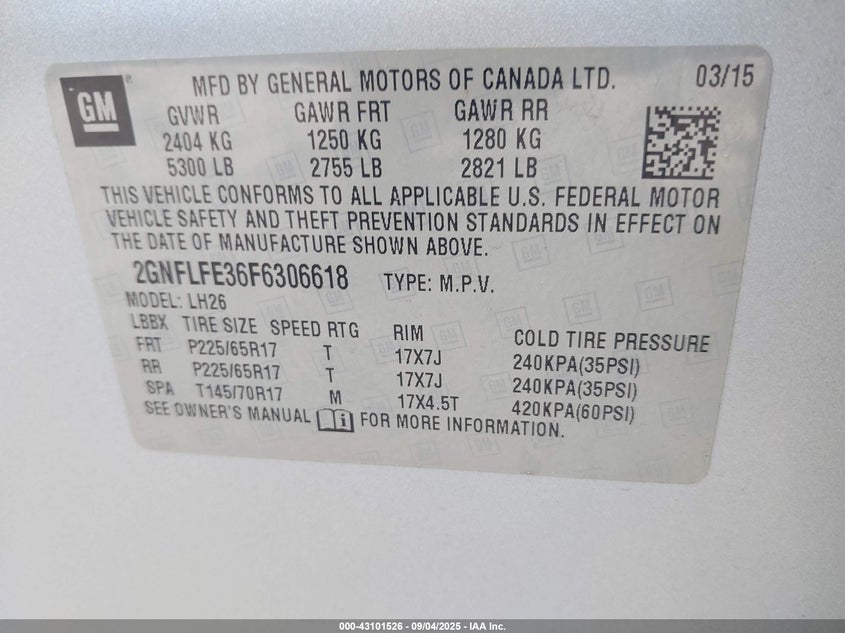 GM
MFD BY GENERAL MOTORS OF CANADA LTD. 03/15
GVWR GAWR FRT GAWR RR
2404 KG 1250 KG 1280 KG
5300 LB 2755 LB 2821 LB
THIS VEHICLE CONFORMS TO ALL APPLICABLE U.S. FEDERAL MOTOR
VEHICLE SAFETY AND THEFT PREVENTION STANDARDS IN EFFECT ON
THE DATE OF MANUFACTURE SHOWN ABOVE.
2GNFLFE36F6306618 TYPE: M.P.V.
MODEL: LH26
LBBX TIRE SIZE SPEED RTG RIM COLD TIRE PRESSURE
FRT P225/65R17 T 17X7J 240KPA(35PSI)
RR P225/65R17 T 17X7J 240KPA(35PSI)
SPA T145/70R17 M 17X4.5T 420KPA(60PSI)
SEE OWNER'S MANUAL FOR MORE INFORMATION.
000-43101526 - 09/04/2025 - IAA Inc.